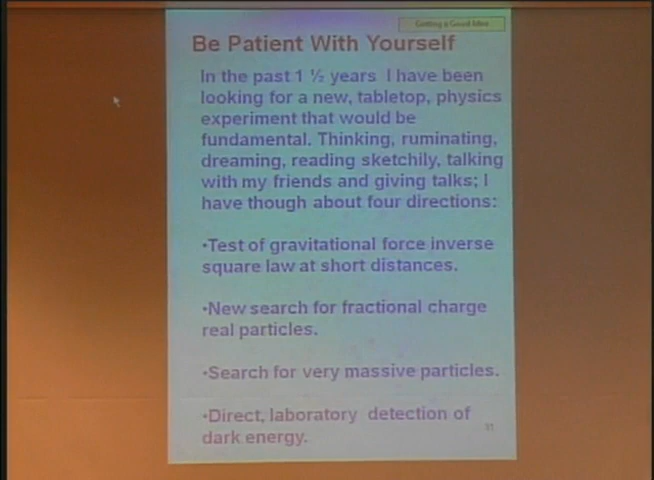 Getting a Good Idea
Be Patient With Yourself
In the past 1 ½ years I have been
looking for a new, tabletop, physics
experiment that would be
fundamental. Thinking, ruminating,
dreaming, reading sketchily, talking
with my friends and giving talks; I
have though about four directions:
•Test of gravitational force inverse
square law at short distances.
•New search for fractional charge
real particles.
•Search for very massive particles.
•Direct, laboratory detection of
dark energy.